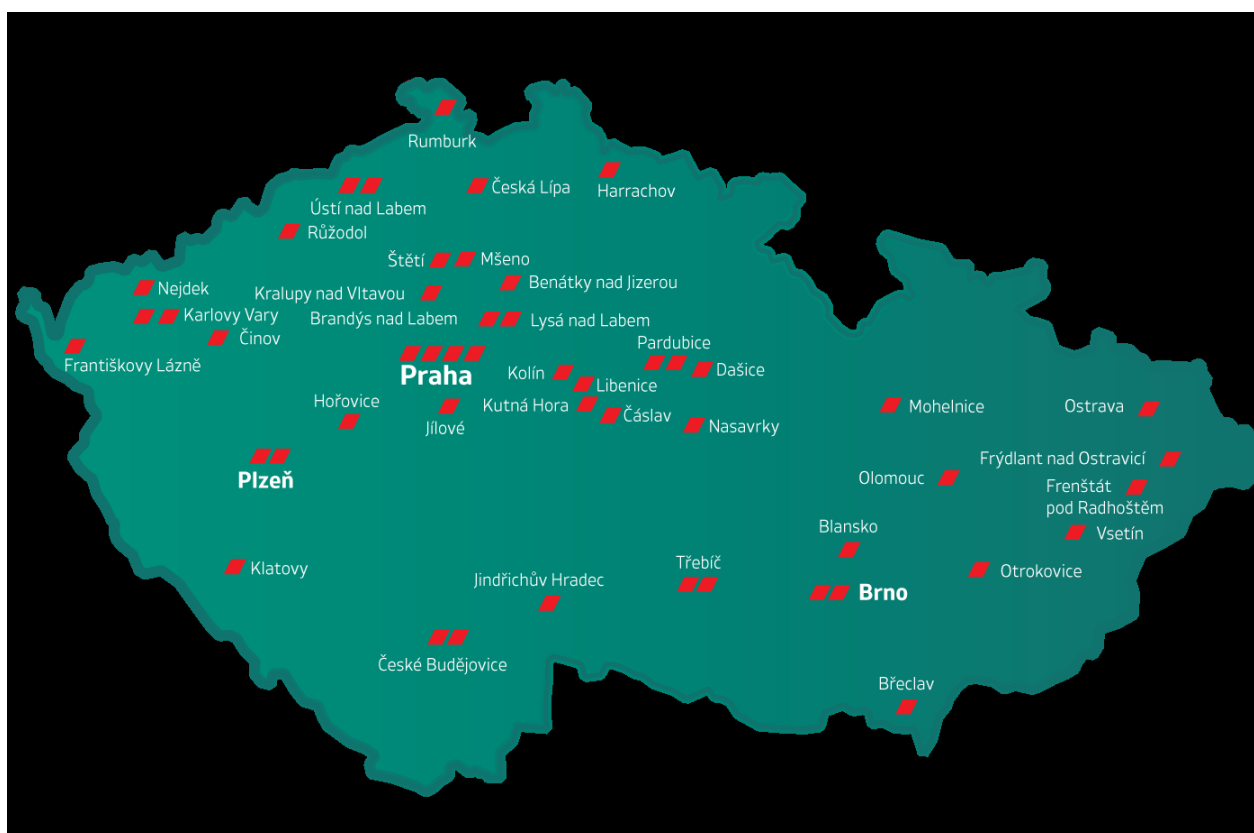 Rumburk
Česká Lípa
Harrachov
Ústí nad Labem
Růžodol
Štětí
Mšeno
Benátky nad Jizerou
Nejdek
Kralupy nad Vltavou
Karlovy Vary
Brandýs nad Labem
Lysá nad Labem
Činov
Pardubice
Františkovy Lázně
Praha
Kolín
Dašice
Libenice
Hořovice
Kutná Hora
Čáslav
Jílové
Nasavrky
Mohelnice
Ostrava
Plzeň
Frýdlant nad Ostravicí
Olomouc
Frenštát
pod Radhoštěm
Blansko
Vsetín
Klatovy
Třebíč
Otrokovice
Jindřichův Hradec
Brno
České Budějovice
Břeclav